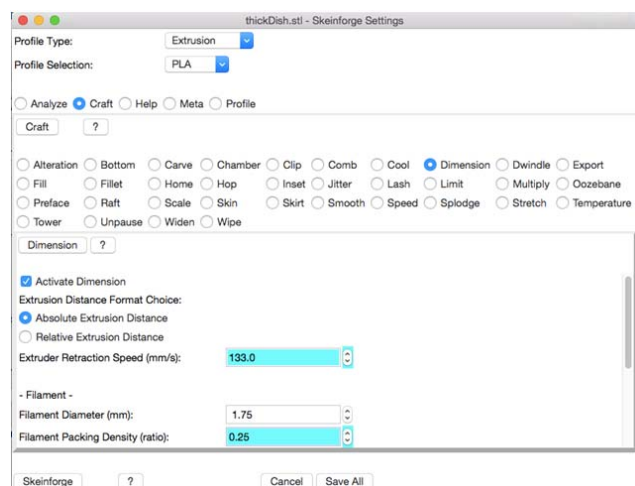 thickDish.stl - Skeinforge Settings
Profile Type: Extrusion
Profile Selection: PLA
Analyze Craft Help Meta Profile
Craft ?
Alteration Bottom Carve Chamber Clip Comb Cool Dimension Dwindle Export
Fill Fillet Home Hop Inset Jitter Lash Limit Multiply Oozebane
Preface Raft Scale Skin Skirt Smooth Speed Splodge Stretch Temperature
Tower Unpause Widen Wipe
Dimension ?
Activate Dimension
Extrusion Distance Format Choice:
Absolute Extrusion Distance
Relative Extrusion Distance
Extruder Retraction Speed (mm/s): 133.0
- Filament -
Filament Diameter (mm): 1.75
Filament Packing Density (ratio): 0.25
Skeinforge ? Cancel Save All